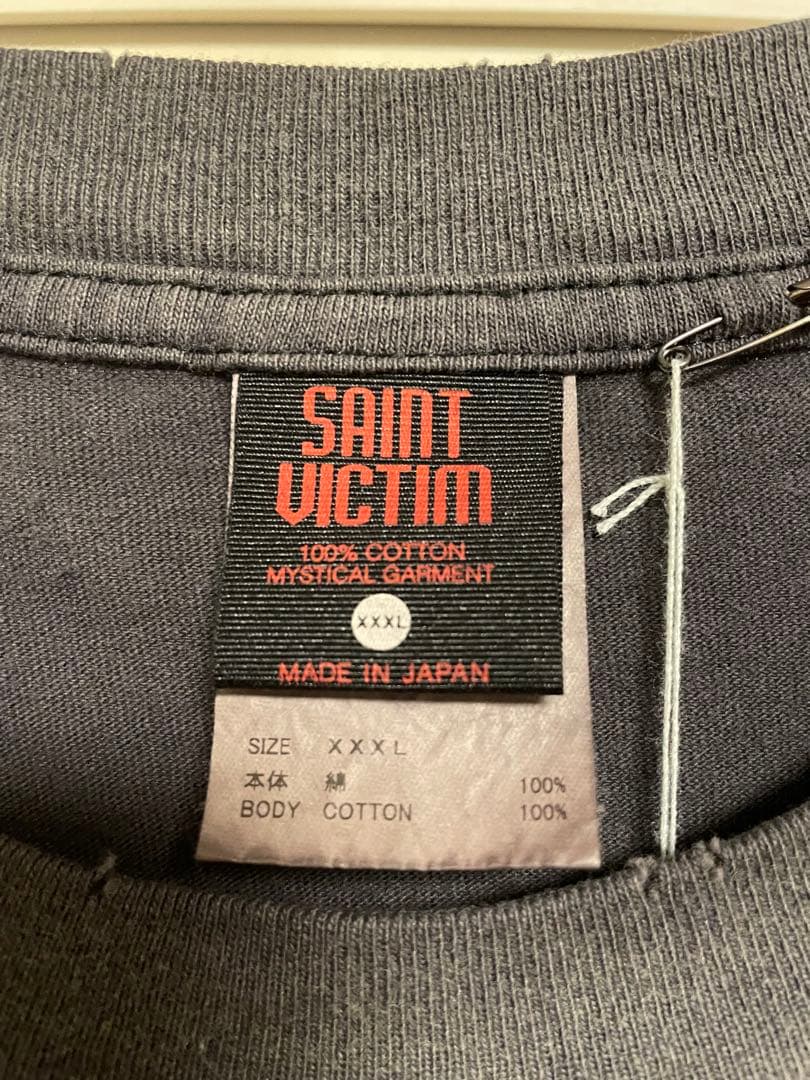 SAINT
VICTIM
100% COTTON
MYSTICAL GARMENT
XXXL
MADE IN JAPAN
SIZE XXXL
本体 綿 100%
BODY COTTON 100%